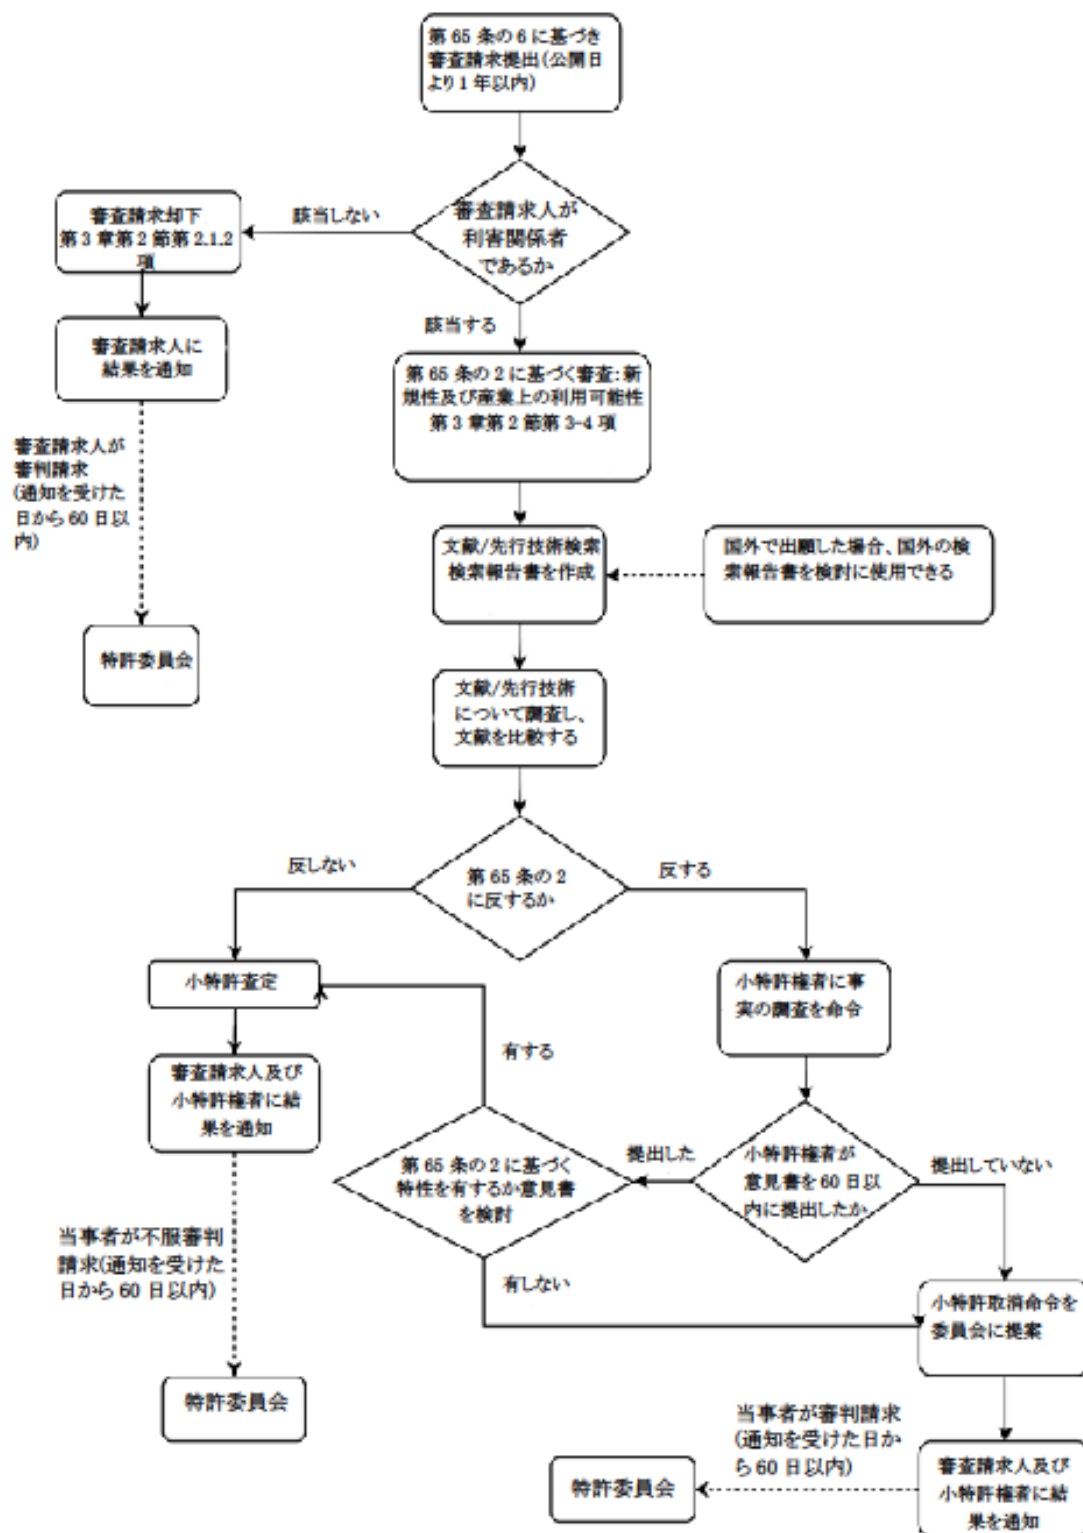 第 65 条の 6 に基づき
審査請求提出(公開日
より 1 年以内)
審査請求人が
利害関係者
であるか
該当しない
審査請求却下
第 3 章第 2 節第 2.1.2
項
審査請求人に
結果を通知
審査請求人が
審判請求
(通知を受けた
日から 60 日以
内)
特許委員会
該当する
第 65 条の 2 に基づく審査:新
規性及び産業上の利用可能性
第 3 章第 2 節第 3-4 項
文献/先行技術検索
検索報告書を作成
国外で出願した場合、国外の検
索報告書を検討に使用できる
文献/先行技術
について調査し、
文献を比較する
第 65 条の 2
に反するか
反しない
反する
小特許査定
審査請求人及び
小特許権者に結
果を通知
当事者が不服審判
請求(通知を受けた
日から 60 日以内)
特許委員会
小特許権者に事
実の調査を命令
小特許権者が
意見書を 60 日以
内に提出したか
提出した
提出していない
第 65 条の 2 に基づく
特性を有するか意見書
を検討
有する
有しない
小特許取消命令を
委員会に提案
審査請求人及び
小特許権者に結
果を通知
当事者が審判請求
(通知を受けた日か
ら 60 日以内)
特許委員会